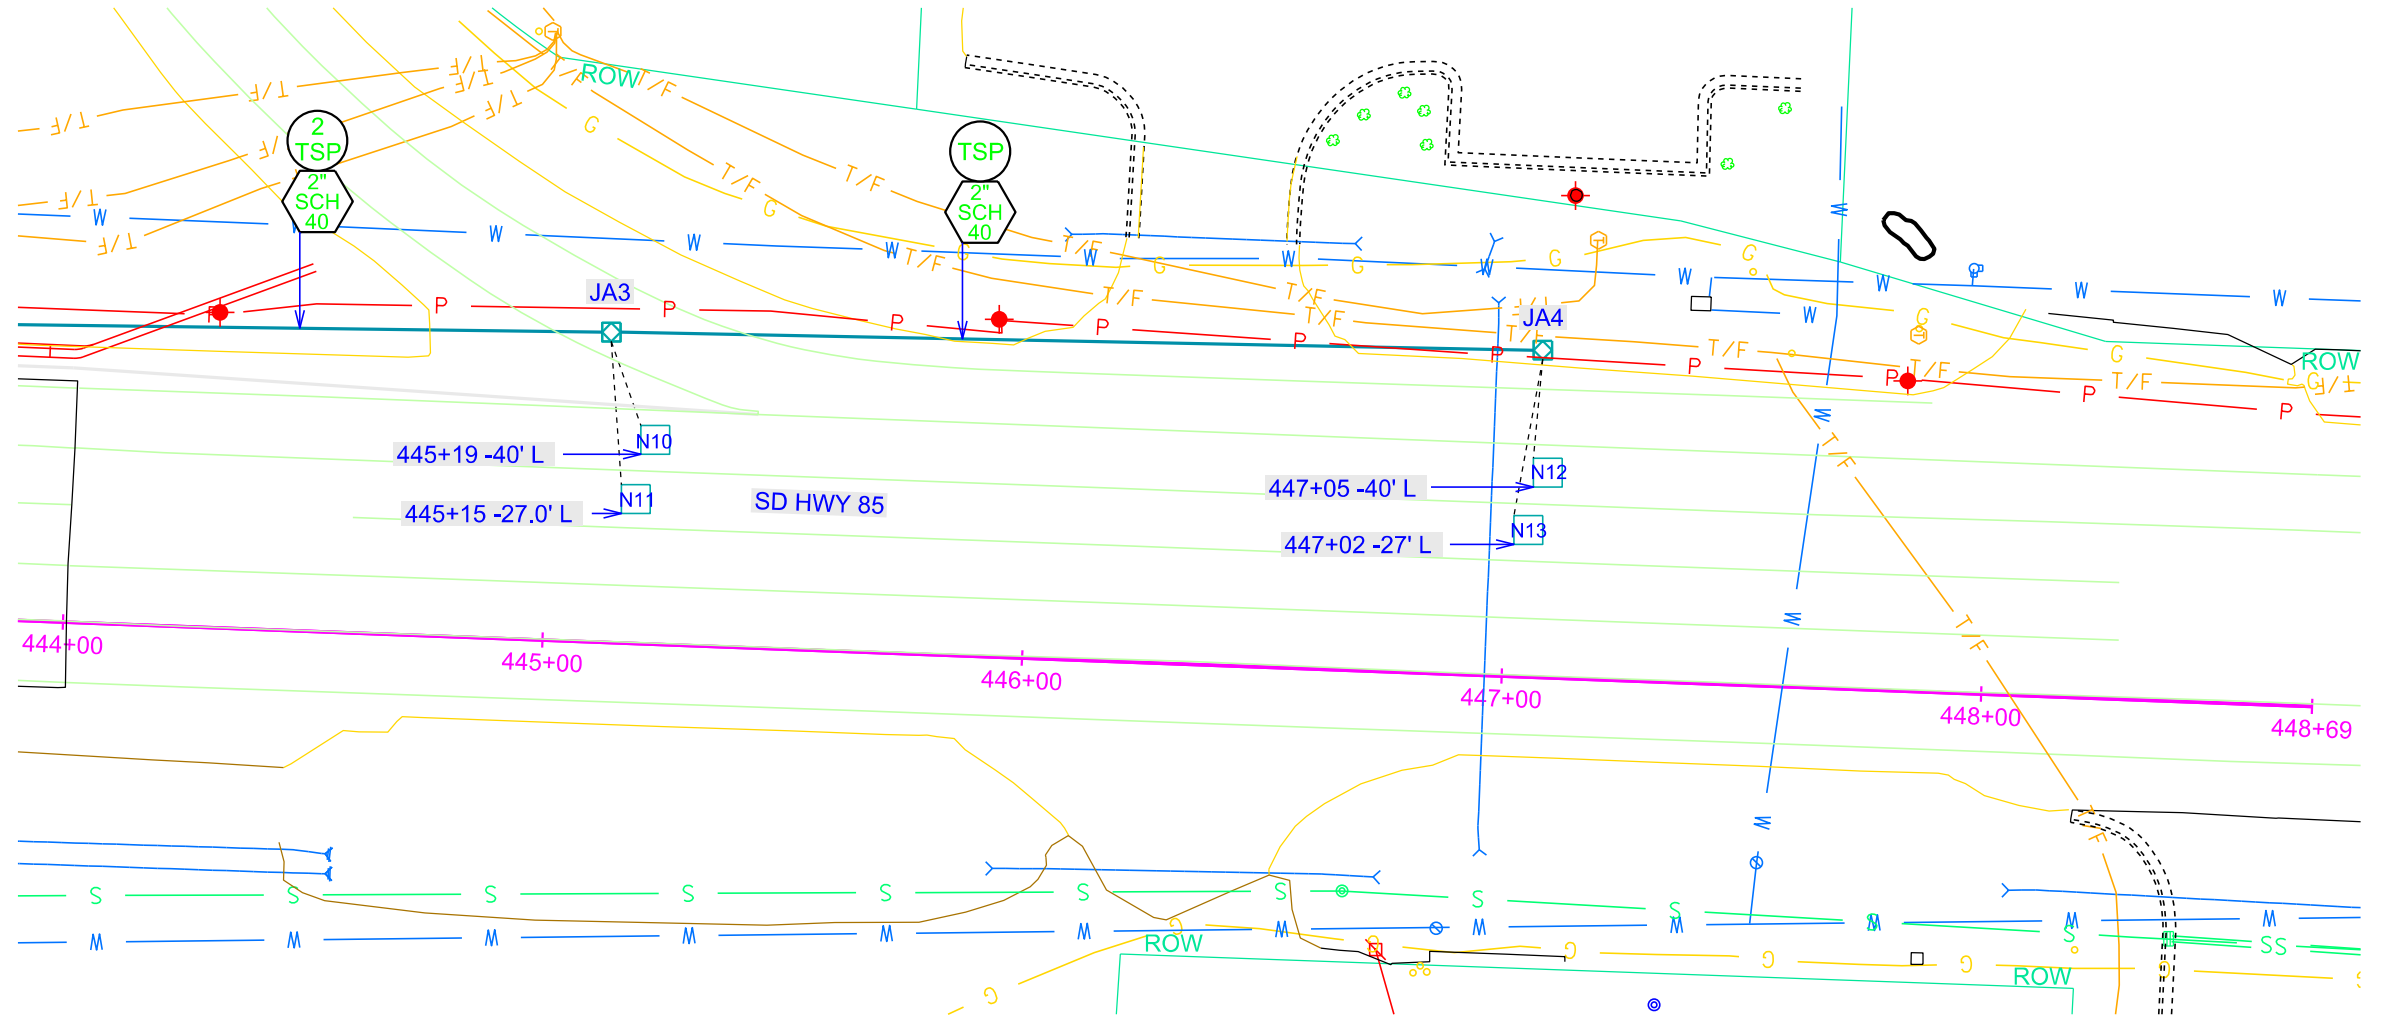 ROW
T/F
T/F
T/F
T/F
T/F
T/F
T/F
T/F
T/F
T/F
T/F
T/F
G
G
2
TSP
2"
SCH
40
TSP
2"
SCH
40
W
W
W
W
W
W
W
W
W
W
W
W
W
G
G
G
G
G
G
G
T/F
T/F
T/F
T/F
T/F
T/F
T/F
T/F
T/F
T/F
JA3
JA4
P
P
P
P
P
P
P
P
P
P
P
ROW
N10
445+19 -40' L
N11
445+15 -27.0' L
SD HWY 85
N12
447+05 -40' L
N13
447+02 -27' L
W
T/F
W
T/F
444+00
445+00
446+00
447+00
448+00
448+69
W
T/F
S
S
S
S
S
S
S
S
S
S
S
SS
W
W
W
W
W
W
W
W
W
W
W
W
G
G
G
G
G
G
ROW
ROW